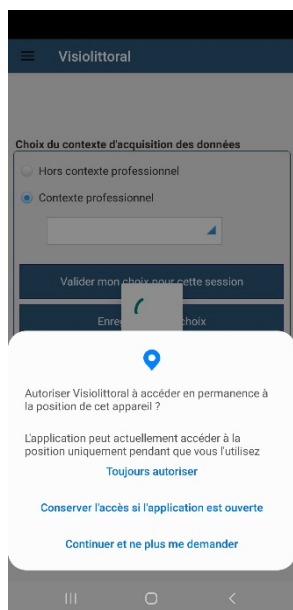 Visiolittoral
Choix du contexte d'acquisition des données
Hors contexte professionnel
Contexte professionnel
Valider mon choix pour cette session
Enre choix
Autoriser Visiolittoral à accéder en permanence à
la position de cet appareil ?
L'application peut actuellement accéder à la
position uniquement pendant que vous l'utilisez
Toujours autoriser
Conserver l'accès si l'application est ouverte
Continuer et ne plus me demander